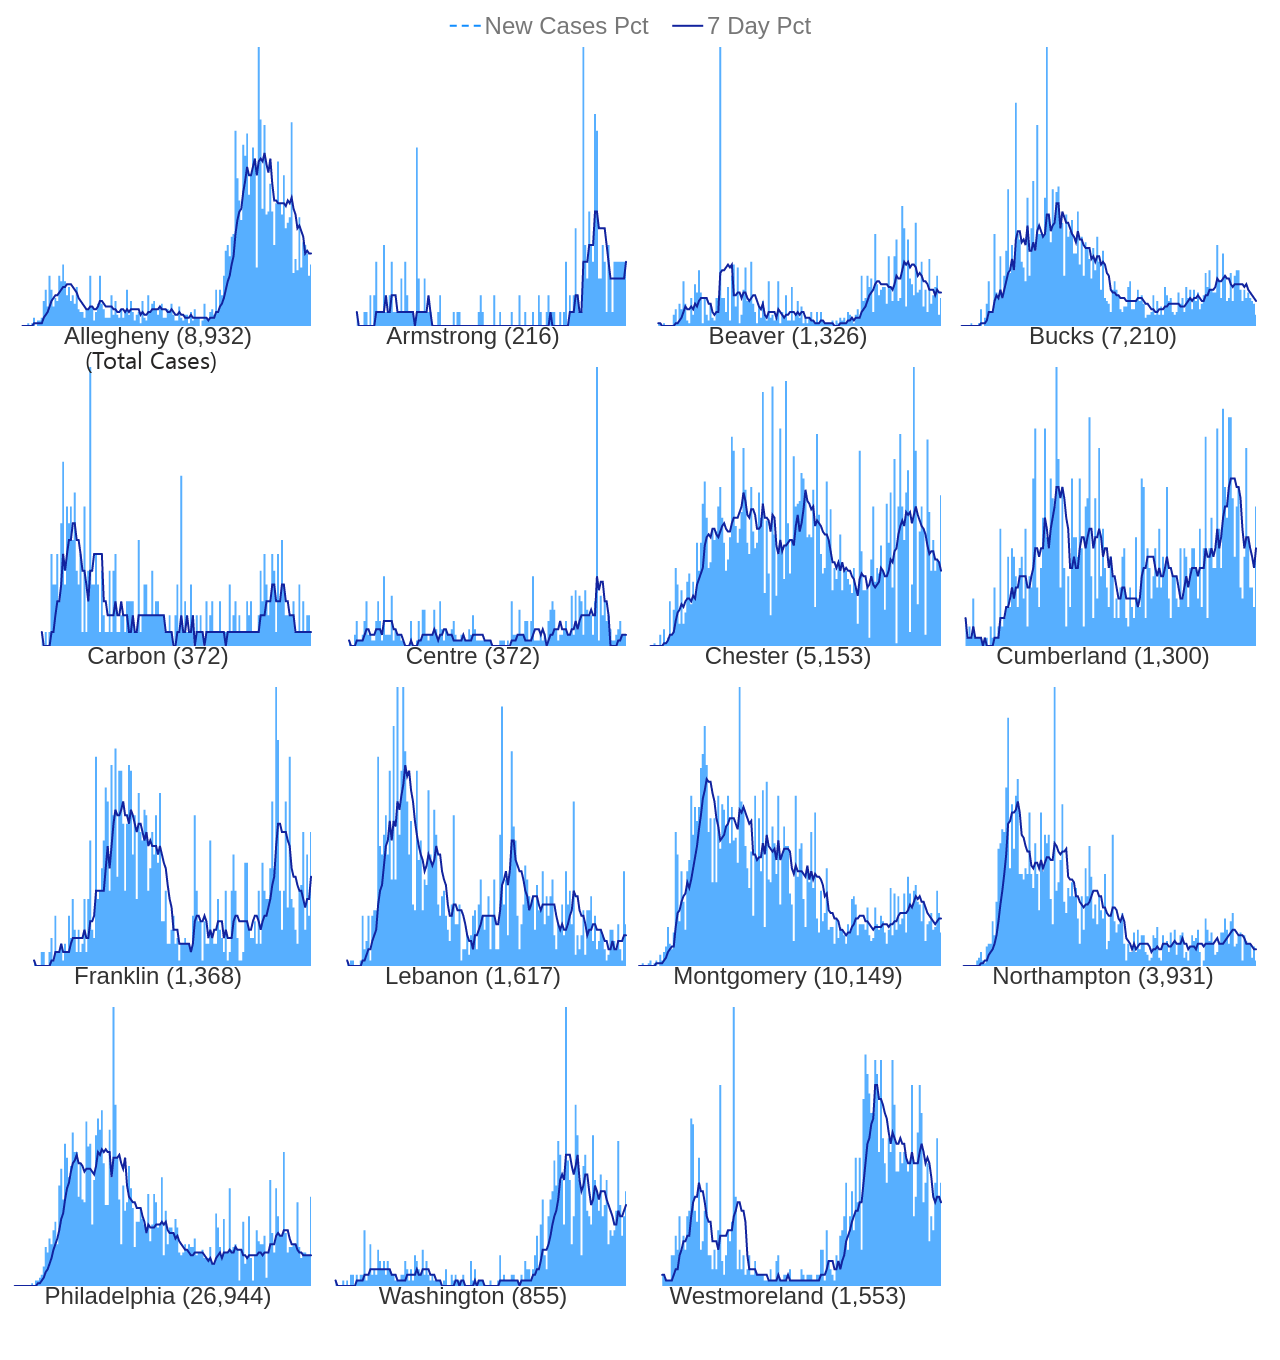 New Cases Pct 7 Day Pct
Allegheny (8,932) Armstrong (216) Beaver (1,326) Bucks (7,210)
(Total Cases)
Carbon (372) Centre (372) Chester (5,153) Cumberland (1,300)
Franklin (1,368) Lebanon (1,617) Montgomery (10,149) Northampton (3,931)
Philadelphia (26,944) Washington (855) Westmoreland (1,553)